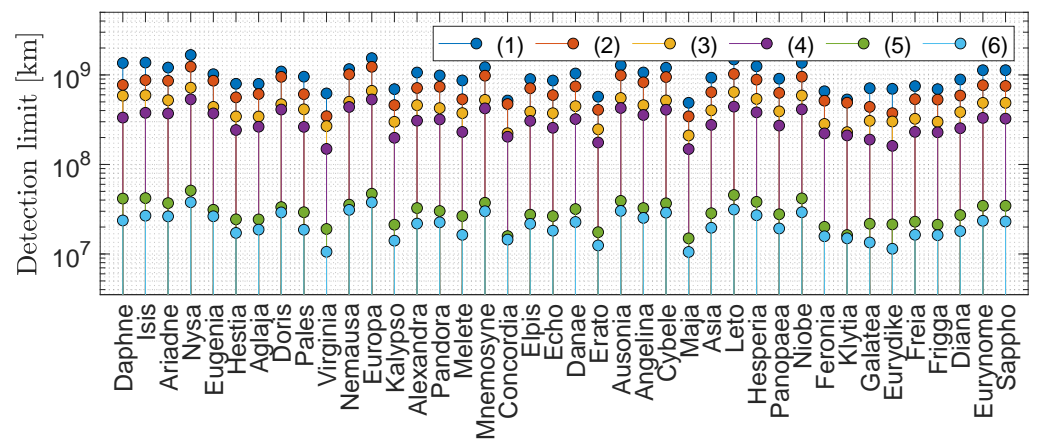 Detection limit [km]
10^9
10^8
10^7
(1) (2) (3) (4) (5) (6)
Daphne
Isis
Ariadne
Nysa
Eugenia
Hestia
Aglaja
Doris
Pales
Virginia
Nemausa
Europa
Kalypso
Alexandra
Pandora
Melete
Mnemosyne
Concordia
Elpis
Echo
Danae
Erato
Ausonia
Angelina
Cybele
Maja
Asia
Leto
Hesperia
Panopaea
Niobe
Feronia
Klytia
Galatea
Eurydike
Freia
Frigga
Diana
Eurynome
Sappho